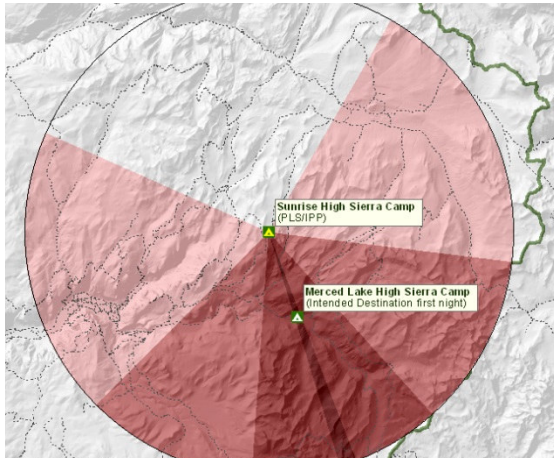 Sunrise High Sierra Camp
(PLS/IPP)
Merced Lake High Sierra Camp
(Intended Destination first night)